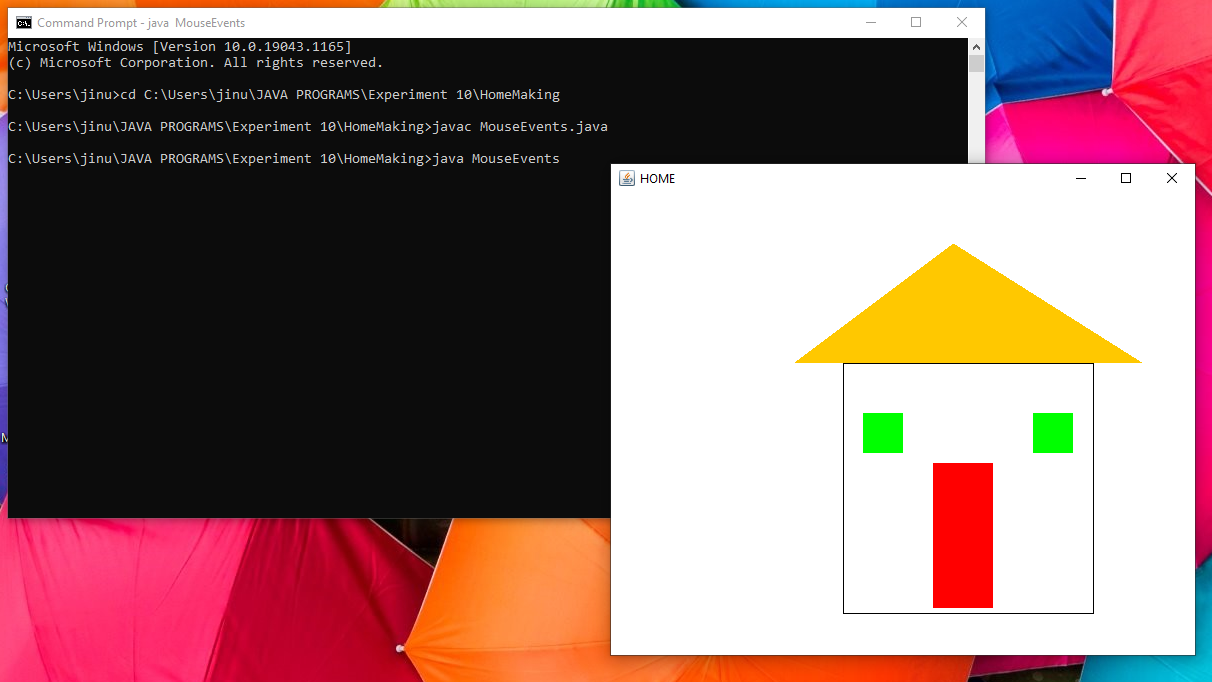 Command Prompt - java  MouseEvents
Microsoft Windows [Version 10.0.19043.1165]
(c) Microsoft Corporation. All rights reserved.
C:\Users\jinu>cd C:\Users\jinu\JAVA PROGRAMS\Experiment 10\HomeMaking
C:\Users\jinu\JAVA PROGRAMS\Experiment 10\HomeMaking>javac MouseEvents.java
C:\Users\jinu\JAVA PROGRAMS\Experiment 10\HomeMaking>java MouseEvents
HOME